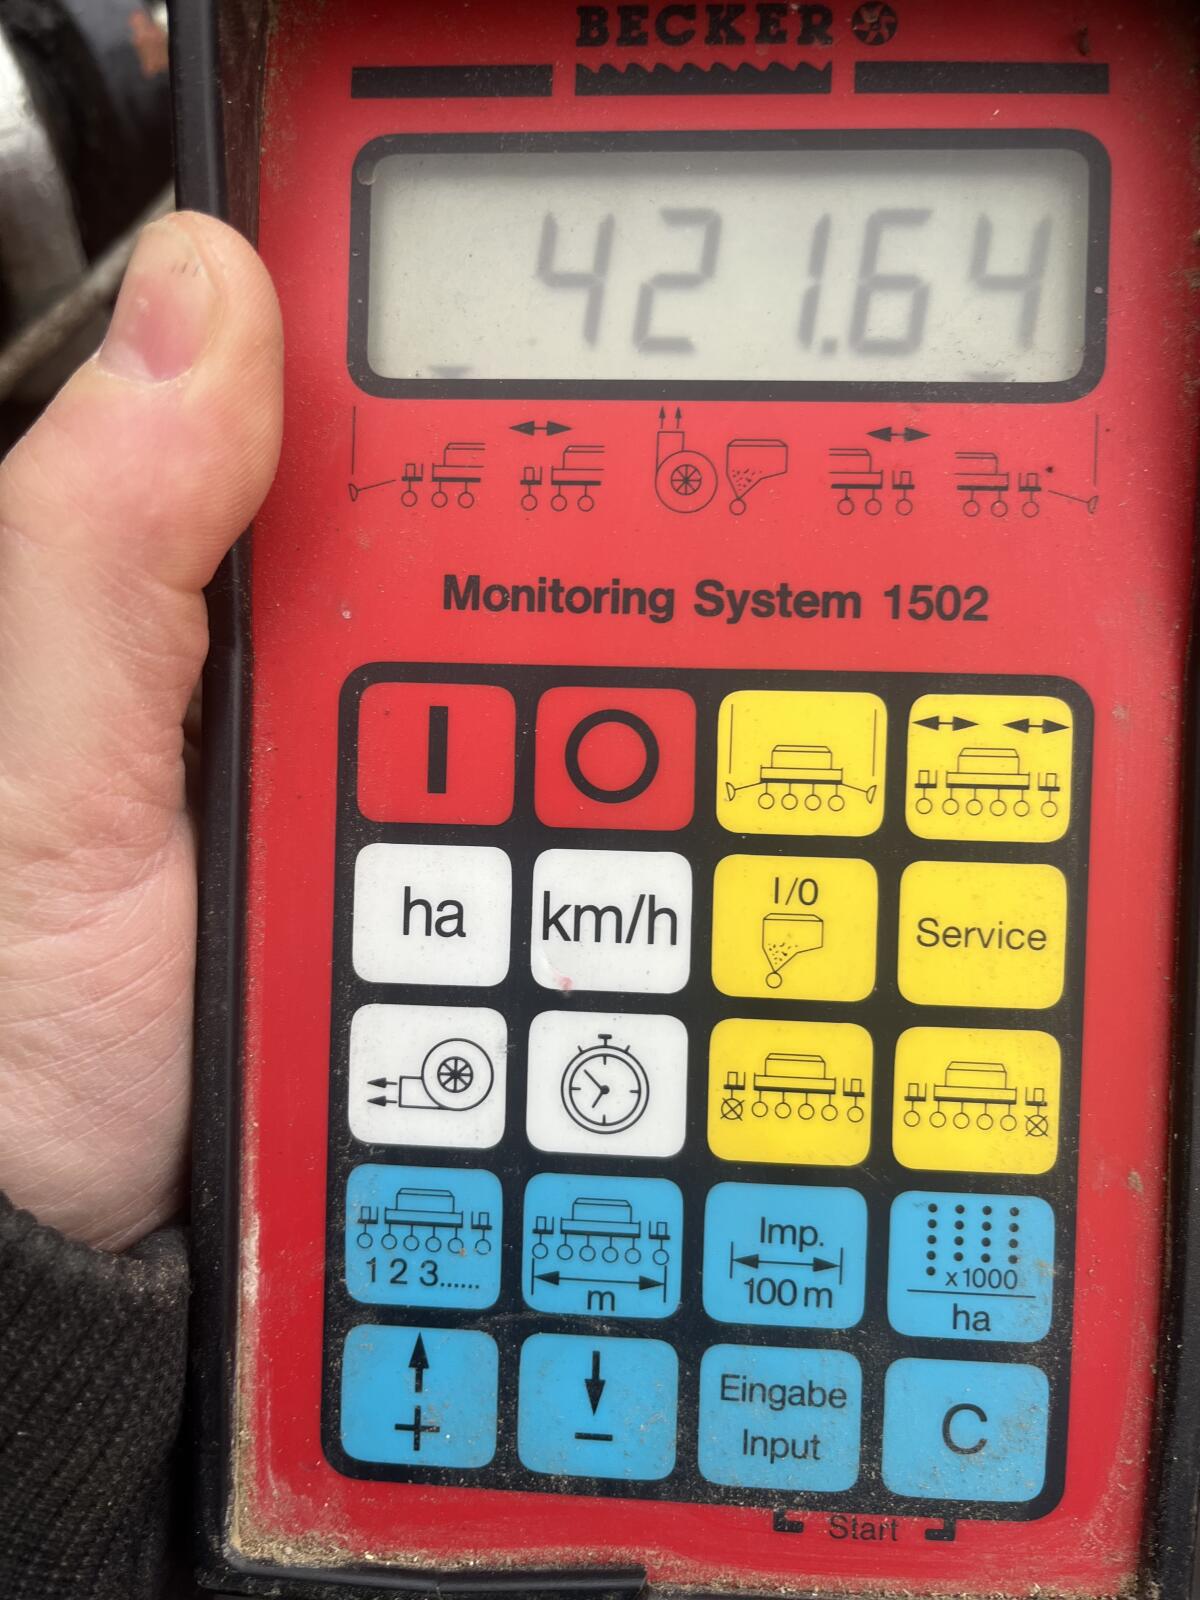 BECKER
421.64
Monitoring System 1502
I O
ha km/h I/O Service
1 2 3...... m Imp. 100 m x1000 ha
+ − Eingabe Input C
Start